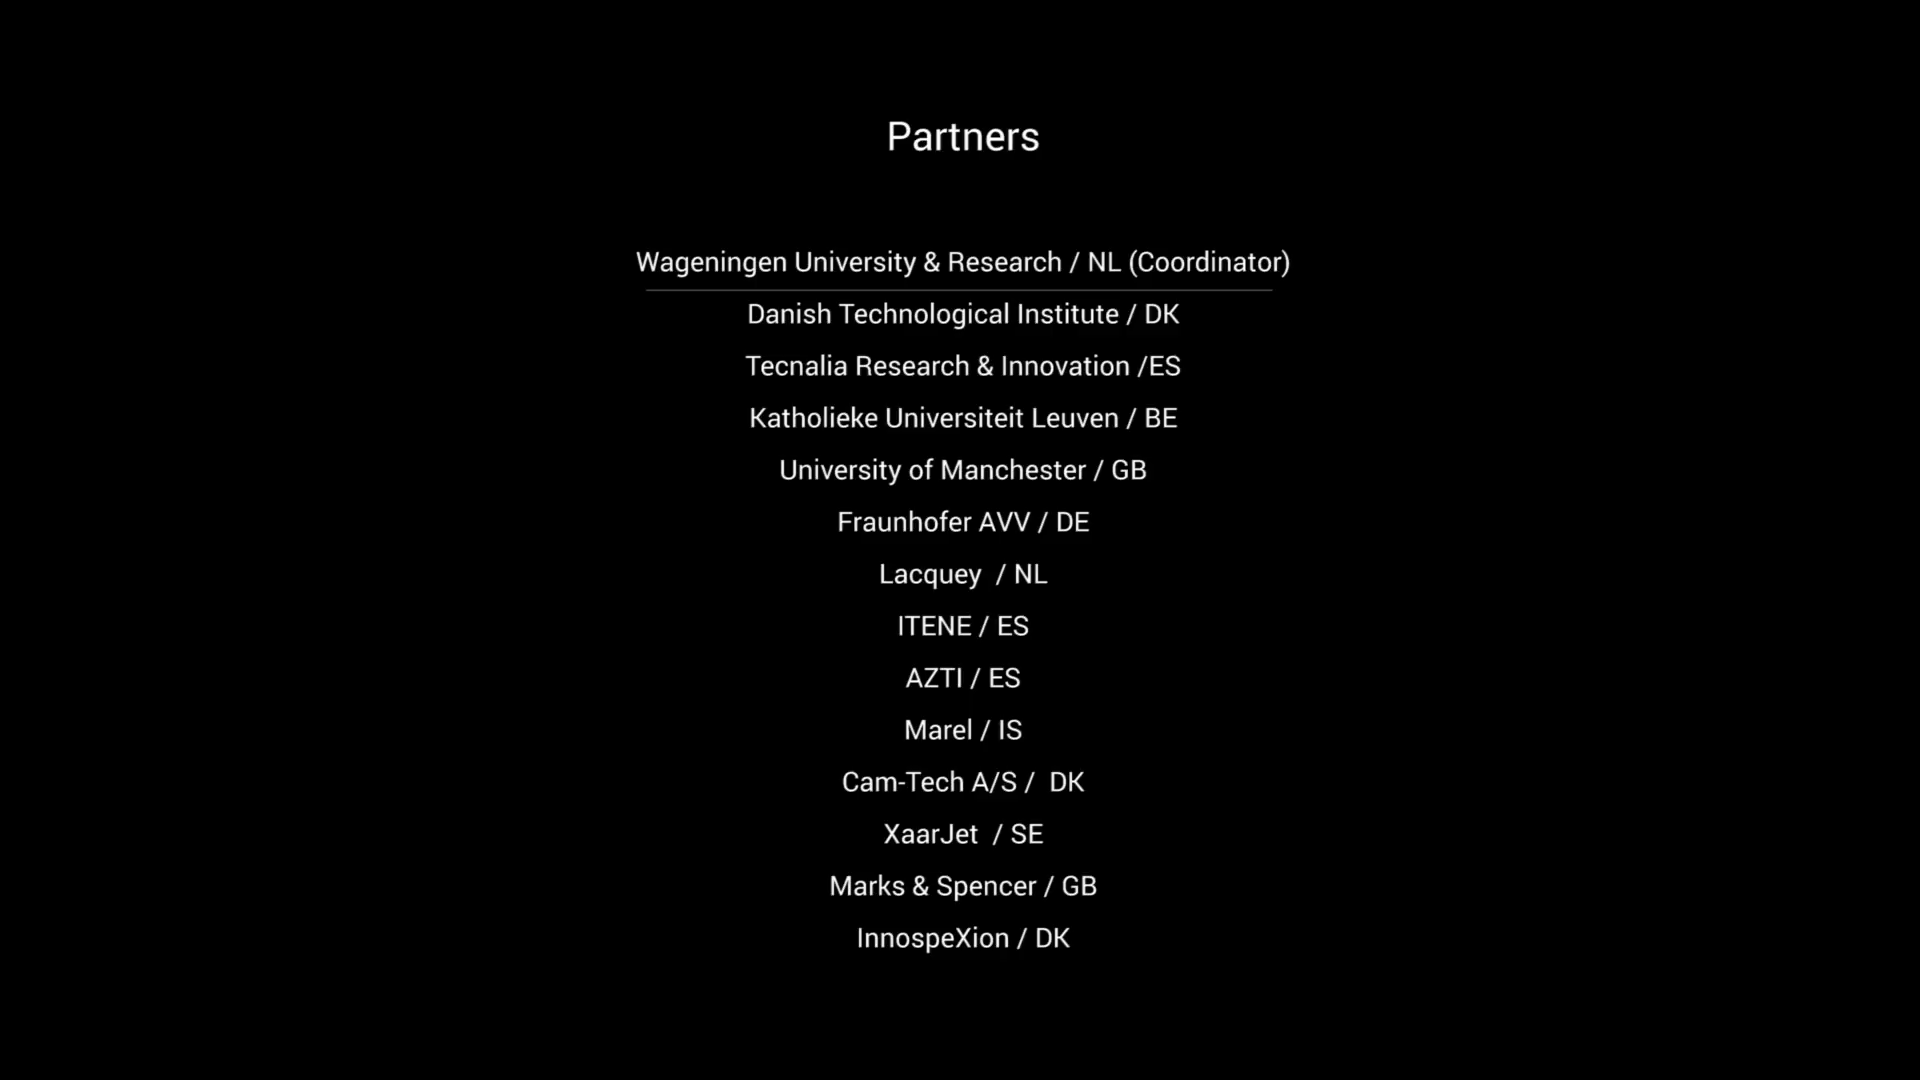 Partners
Wageningen University & Research / NL (Coordinator)
Danish Technological Institute / DK
Tecnalia Research & Innovation /ES
Katholieke Universiteit Leuven / BE
University of Manchester / GB
Fraunhofer AVV / DE
Lacquey  / NL
ITENE / ES
AZTI / ES
Marel / IS
Cam-Tech A/S /  DK
XaarJet  / SE
Marks & Spencer / GB
InnospeXion / DK